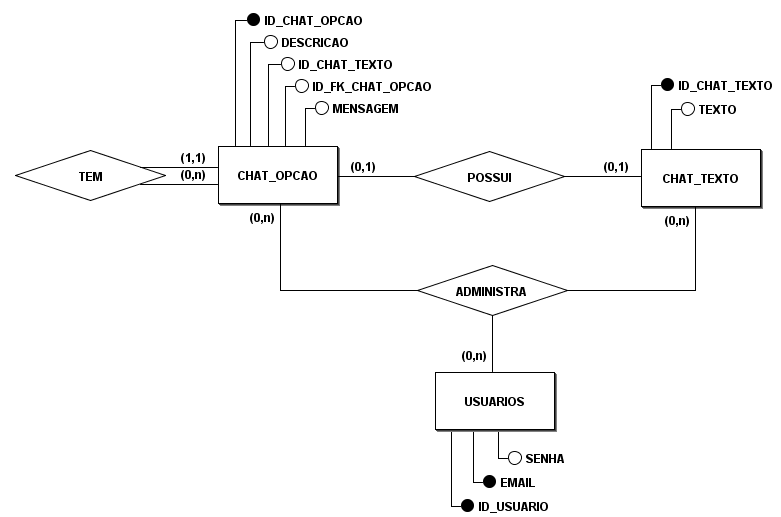 ID_CHAT_OPCAO
DESCRICAO
ID_CHAT_TEXTO
ID_FK_CHAT_OPCAO
MENSAGEM
ID_CHAT_TEXTO
TEXTO
TEM
(1,1)
(0,n)
CHAT_OPCAO
(0,1)
POSSUI
(0,1)
CHAT_TEXTO
(0,n)
(0,n)
ADMINISTRA
(0,n)
USUARIOS
SENHA
EMAIL
ID_USUARIO